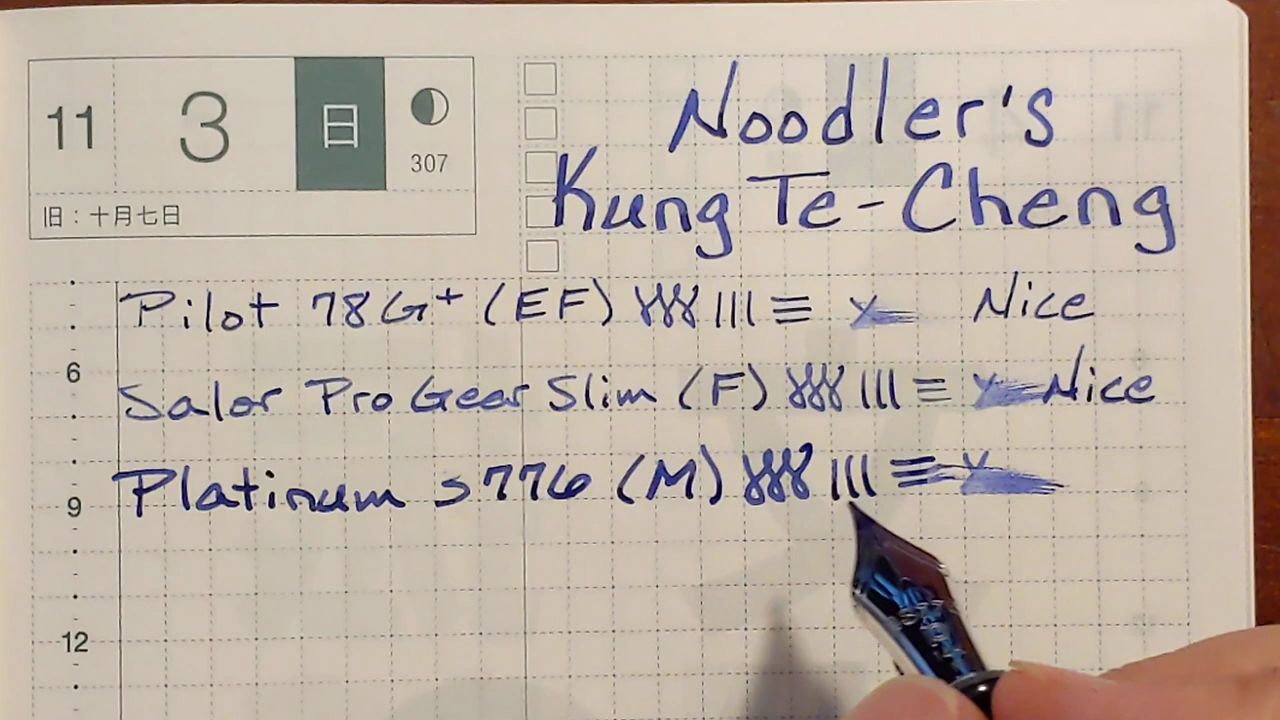 11 3 日
307
旧：十月七日
Noodler's
Kung Te-Cheng
Pilot 78G+ (EF) X Nice
6
Salor Pro Gear Slim (F) X Nice
Platinum 3776 (M) X
9
12